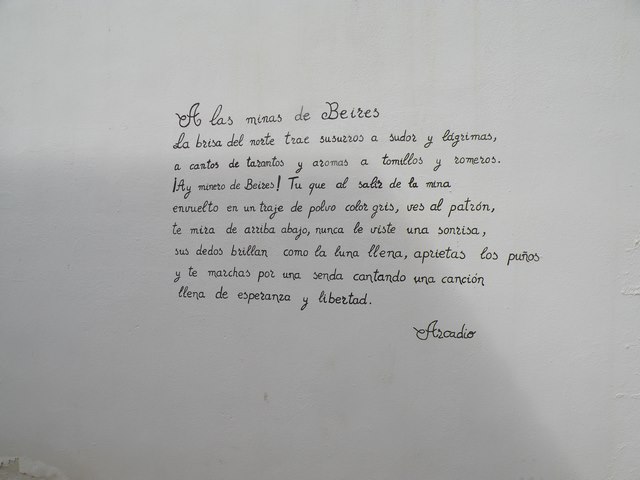 A las minas de Beires
La brisa del norte trae susurros a sudor y lágrimas,
a cantos de tarantos y aromas a tomillos y romeros.
¡Ay minero de Beires! Tu que al salir de la mina
envuelto en un traje de polvo color gris, ves al patrón,
te mira de arriba abajo, nunca le viste una sonrisa,
sus dedos brillan como la luna llena, aprietas los puños
y te marchas por una senda cantando una canción
llena de esperanza y libertad.
Arcadio